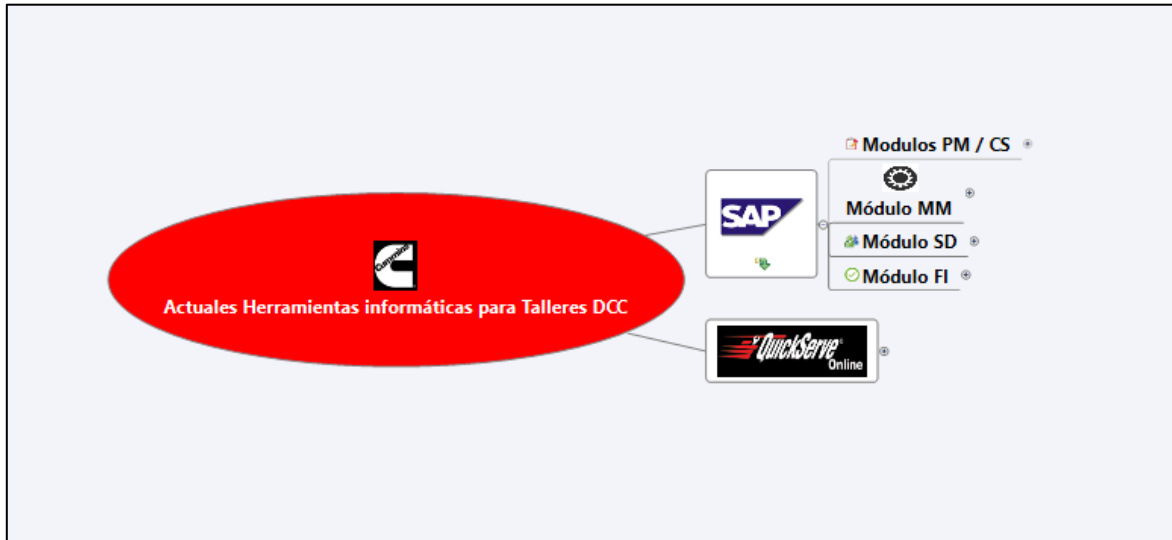 Cummins
Actuales Herramientas informáticas para Talleres DCC
SAP
Modulos PM / CS
Módulo MM
Módulo SD
Módulo FI
QuickServe
Online